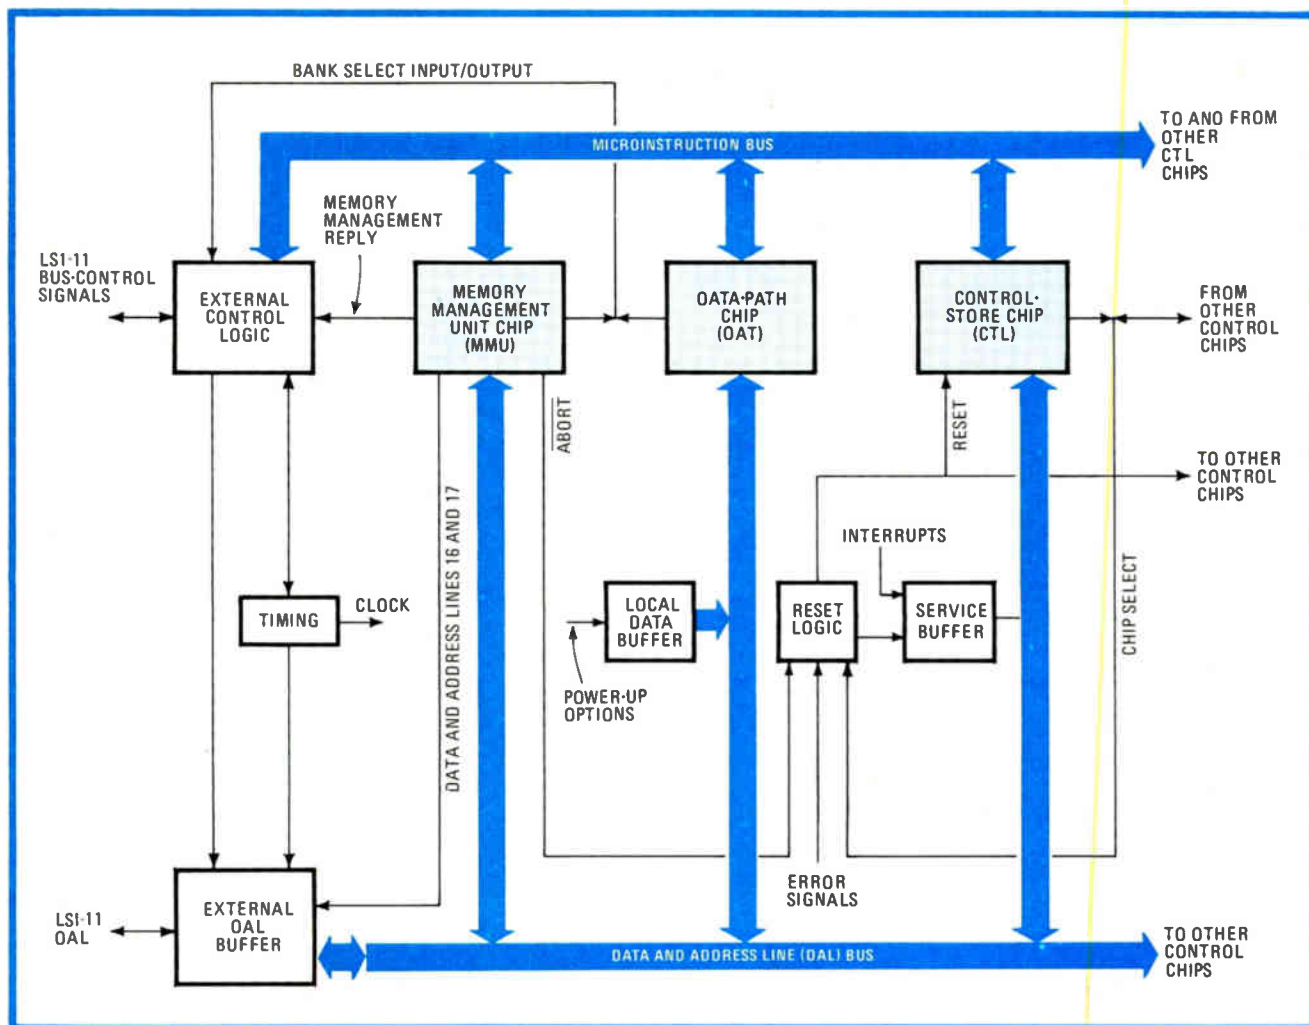 BANK SELECT INPUT/OUTPUT
MICROINSTRUCTION BUS
TO ANO FROM
OTHER
CTL
CHIPS
MEMORY
MANAGEMENT
REPLY
LS1-11
BUS-CONTROL
SIGNALS
EXTERNAL
CONTROL
LOGIC
MEMORY
MANAGEMENT
UNIT CHIP
(MMU)
OATA-PATH
CHIP
(OAT)
CONTROL-
STORE CHIP
(CTL)
FROM
OTHER
CONTROL
CHIPS
ABORT
RESET
TO OTHER
CONTROL
CHIPS
DATA AND ADDRESS LINES 16 AND 17
INTERRUPTS
CHIP SELECT
TIMING
CLOCK
LOCAL
DATA
BUFFER
RESET
LOGIC
SERVICE
BUFFER
POWER-UP
OPTIONS
ERROR
SIGNALS
LSI-11
OAL
EXTERNAL
OAL
BUFFER
DATA AND ADDRESS LINE (DAL) BUS
TO OTHER
CONTROL
CHIPS